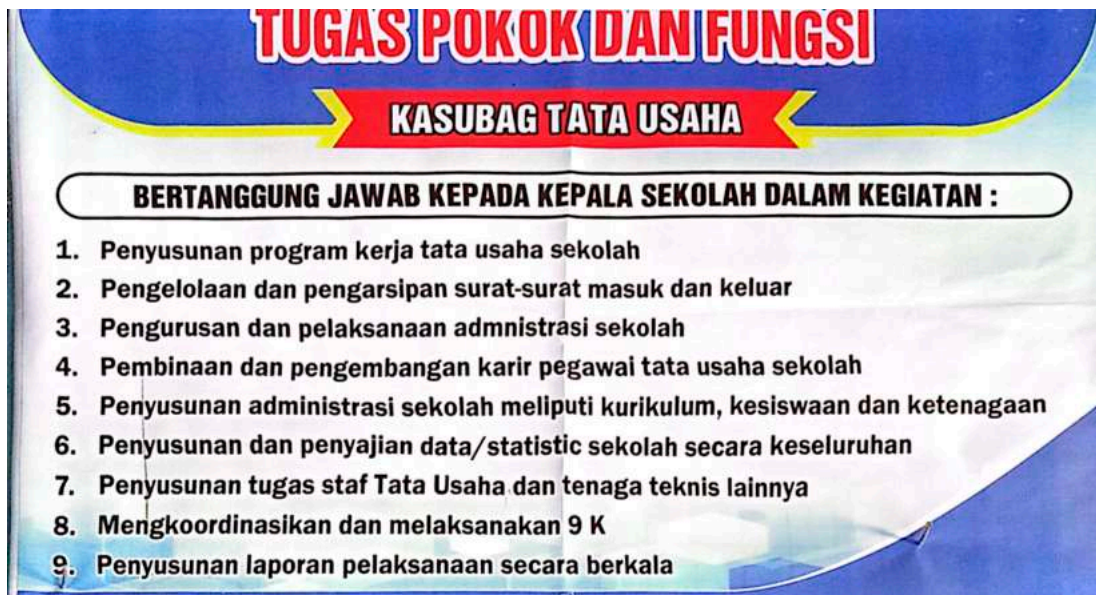 TUGAS POKOK DAN FUNGSI
KASUBAG TATA USAHA
BERTANGGUNG JAWAB KEPADA KEPALA SEKOLAH DALAM KEGIATAN :
1. Penyusunan program kerja tata usaha sekolah
2. Pengelolaan dan pengarsipan surat-surat masuk dan keluar
3. Pengurusan dan pelaksanaan admnistrasi sekolah
4. Pembinaan dan pengembangan karir pegawai tata usaha sekolah
5. Penyusunan administrasi sekolah meliputi kurikulum, kesiswaan dan ketenagaan
6. Penyusunan dan penyajian data/statistic sekolah secara keseluruhan
7. Penyusunan tugas staf Tata Usaha dan tenaga teknis lainnya
8. Mengkoordinasikan dan melaksanakan 9 K
9. Penyusunan laporan pelaksanaan secara berkala